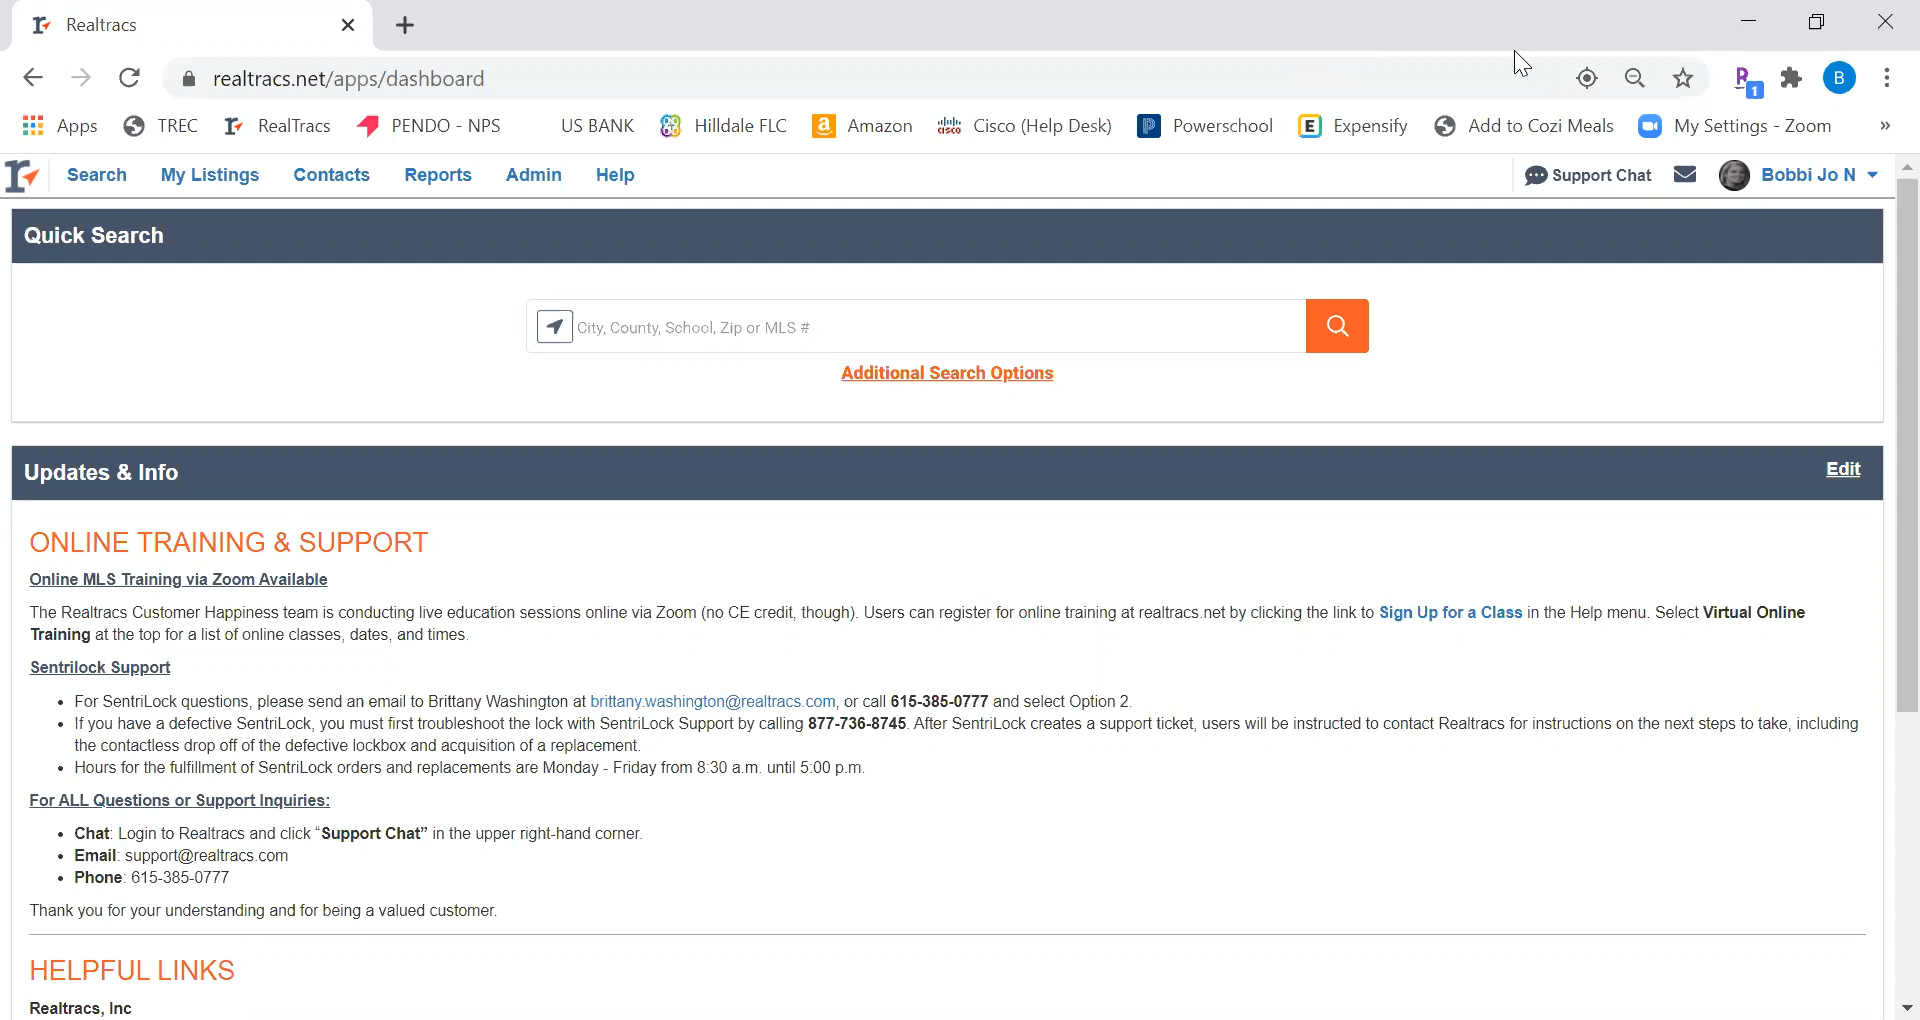 Realtracs
realtracs.net/apps/dashboard
B
1
Apps TREC RealTracs PENDO - NPS US BANK Hilldale FLC Amazon Cisco (Help Desk) Powerschool Expensify Add to Cozi Meals My Settings - Zoom »
Search My Listings Contacts Reports Admin Help Support Chat Bobbi Jo N
Quick Search
City, County, School, Zip or MLS #
Additional Search Options
Updates & Info Edit
ONLINE TRAINING & SUPPORT
Online MLS Training via Zoom Available
The Realtracs Customer Happiness team is conducting live education sessions online via Zoom (no CE credit, though). Users can register for online training at realtracs.net by clicking the link to Sign Up for a Class in the Help menu. Select Virtual Online
Training at the top for a list of online classes, dates, and times.
Sentrilock Support
• For SentriLock questions, please send an email to Brittany Washington at brittany.washington@realtracs.com, or call 615-385-0777 and select Option 2.
• If you have a defective SentriLock, you must first troubleshoot the lock with SentriLock Support by calling 877-736-8745. After SentriLock creates a support ticket, users will be instructed to contact Realtracs for instructions on the next steps to take, including
the contactless drop off of the defective lockbox and acquisition of a replacement.
• Hours for the fulfillment of SentriLock orders and replacements are Monday - Friday from 8:30 a.m. until 5:00 p.m.
For ALL Questions or Support Inquiries:
• Chat: Login to Realtracs and click “Support Chat” in the upper right-hand corner.
• Email: support@realtracs.com
• Phone: 615-385-0777
Thank you for your understanding and for being a valued customer.
HELPFUL LINKS
Realtracs, Inc